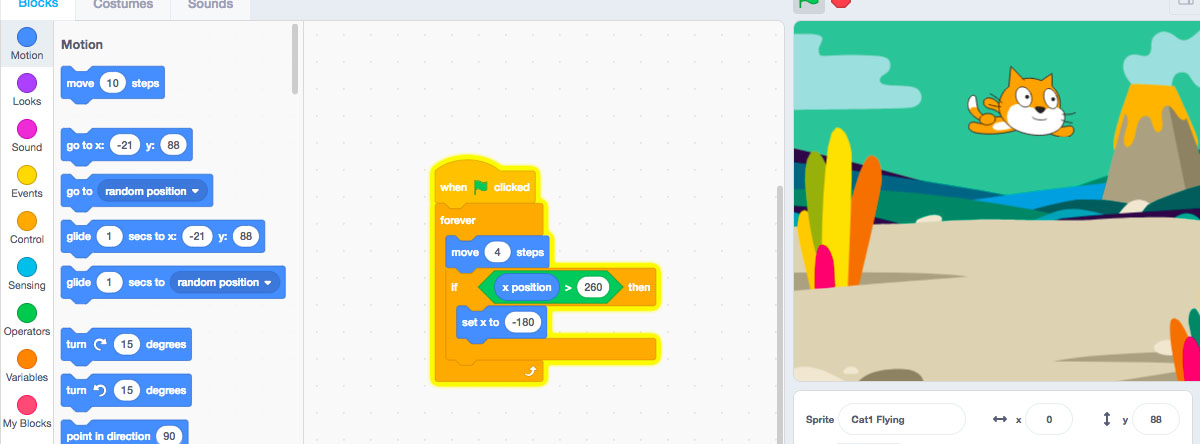 Blocks Costumes Sounds
Motion
Looks
Sound
Events
Control
Sensing
Operators
Variables
My Blocks
Motion
move 10 steps
go to x: -21 y: 88
go to random position
glide 1 secs to x: -21 y: 88
glide 1 secs to random position
turn 15 degrees
turn 15 degrees
point in direction 90
when clicked
forever
move 4 steps
if x position > 260 then
set x to -180
Sprite Cat1 Flying x 0 y 88